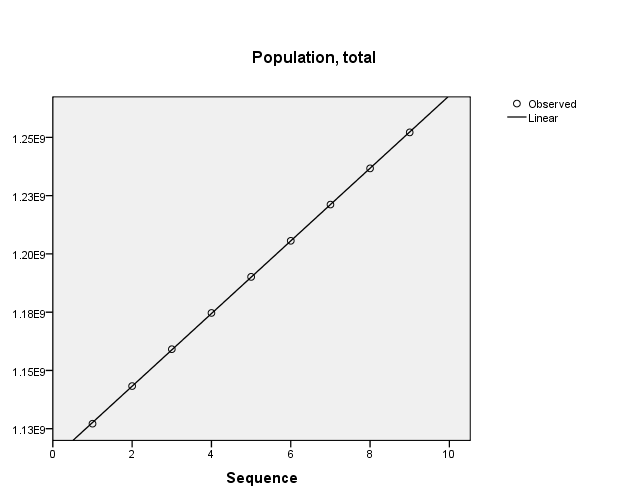 Population, total
Observed
Linear
1.25E9
1.23E9
1.20E9
1.18E9
1.15E9
1.13E9
0 2 4 6 8 10
Sequence